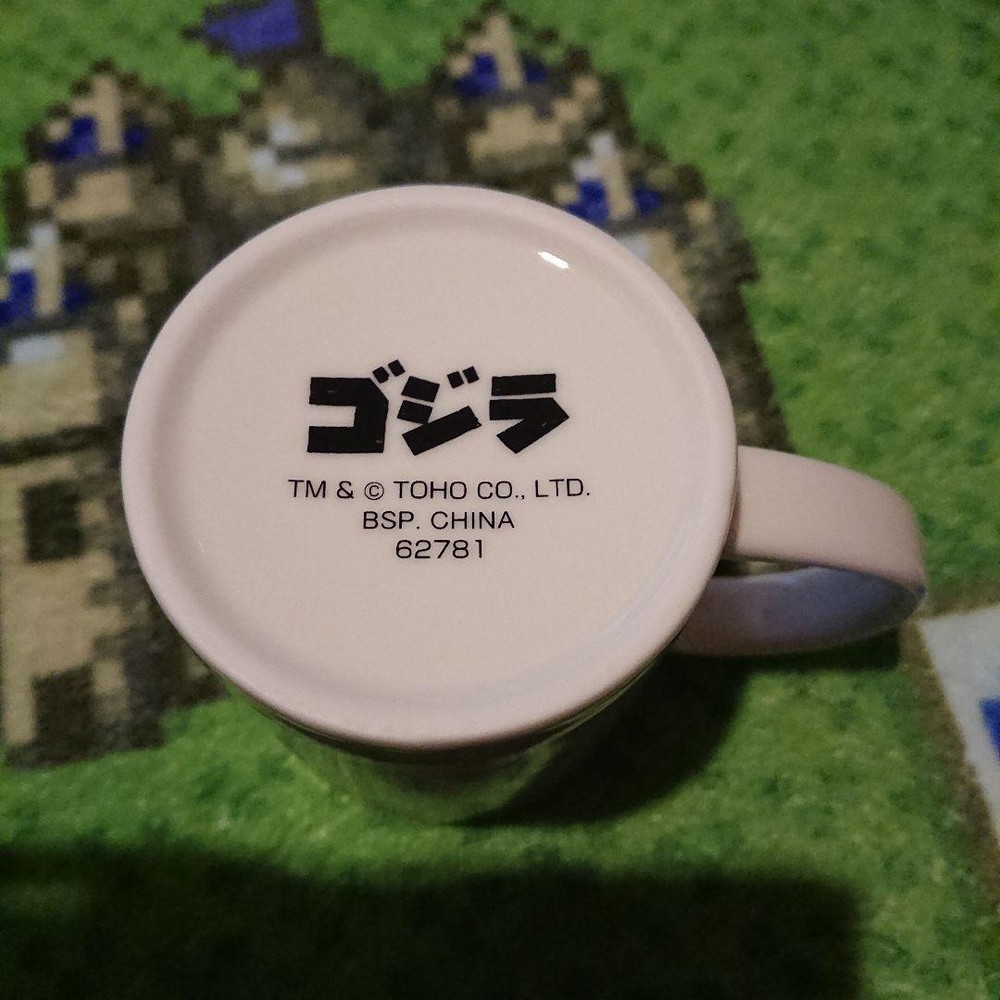 ゴジラ
TM & © TOHO CO., LTD.
BSP. CHINA
62781